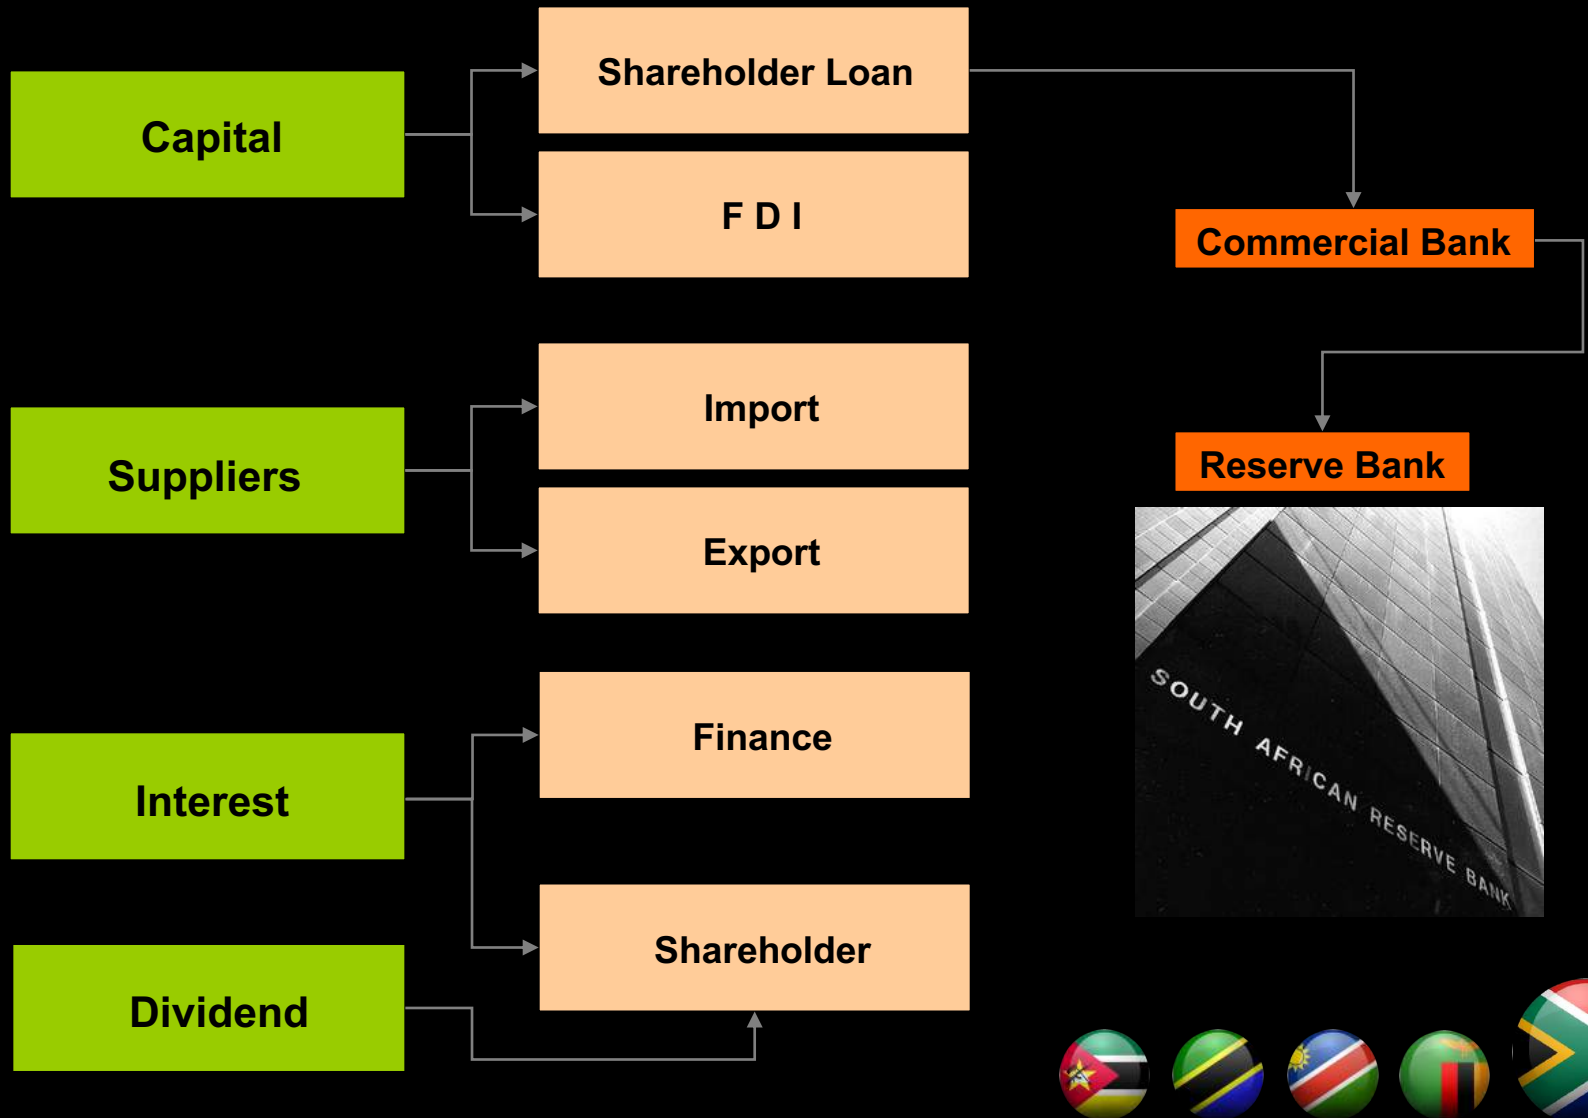 Capital
Shareholder Loan
F D I
Commercial Bank
Suppliers
Import
Export
Reserve Bank
SOUTH AFRICAN RESERVE BANK
Interest
Finance
Shareholder
Dividend